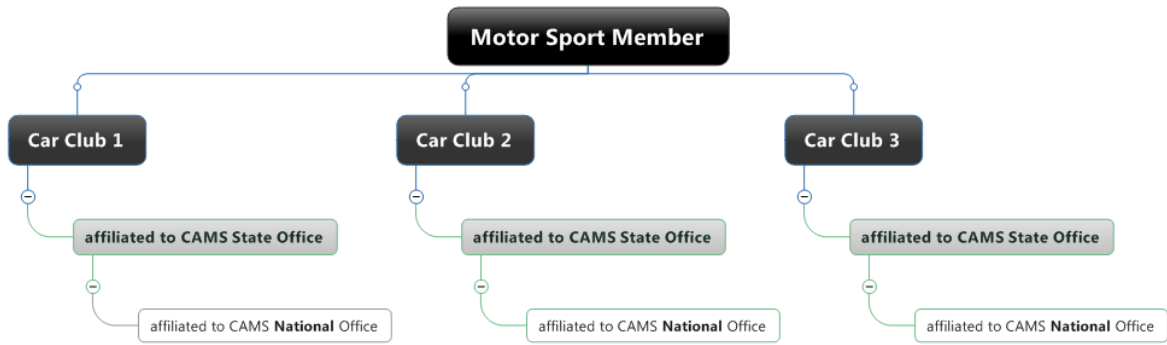 Motor Sport Member
Car Club 1
Car Club 2
Car Club 3
affiliated to CAMS State Office
affiliated to CAMS State Office
affiliated to CAMS State Office
affiliated to CAMS National Office
affiliated to CAMS National Office
affiliated to CAMS National Office